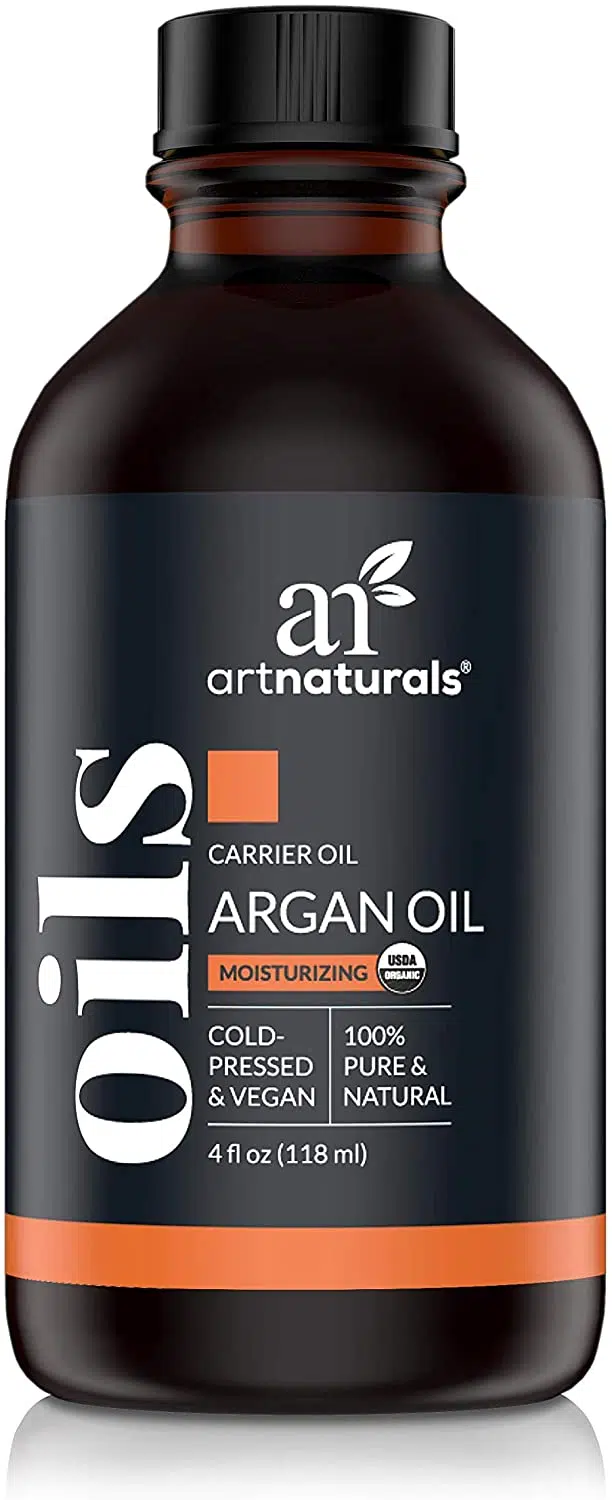 an
artnaturals®
oils
CARRIER OIL
ARGAN OIL
MOISTURIZING
USDA
ORGANIC
COLD-
PRESSED
& VEGAN
100%
PURE &
NATURAL
4 fl oz (118 ml)